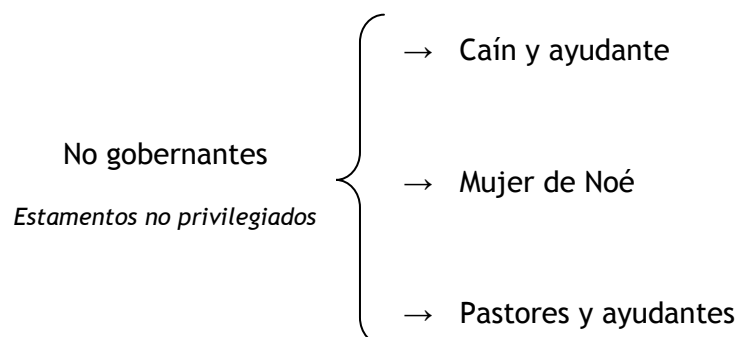 No gobernantes
Estamentos no privilegiados
→ Caín y ayudante
→ Mujer de Noé
→ Pastores y ayudantes